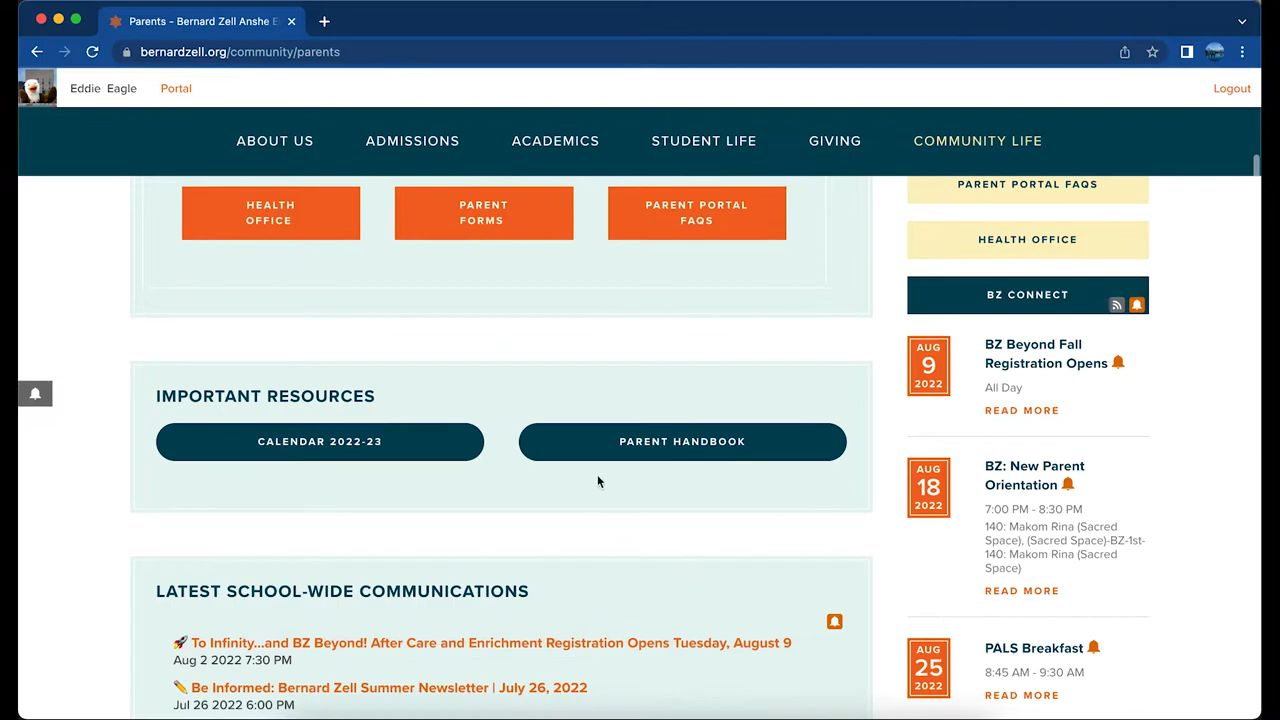 Parents - Bernard Zell Anshe E
bernardzell.org/community/parents
Eddie Eagle Portal Logout
ABOUT US ADMISSIONS ACADEMICS STUDENT LIFE GIVING COMMUNITY LIFE
HEALTH
OFFICE
PARENT
FORMS
PARENT PORTAL
FAQS
IMPORTANT RESOURCES
CALENDAR 2022-23 PARENT HANDBOOK
LATEST SCHOOL-WIDE COMMUNICATIONS
🚀 To Infinity...and BZ Beyond! After Care and Enrichment Registration Opens Tuesday, August 9
Aug 2 2022 7:30 PM
✏️ Be Informed: Bernard Zell Summer Newsletter | July 26, 2022
Jul 26 2022 6:00 PM
PARENT PORTAL FAQS
HEALTH OFFICE
BZ CONNECT
AUG
9
2022
BZ Beyond Fall
Registration Opens
All Day
READ MORE
AUG
18
2022
BZ: New Parent
Orientation
7:00 PM - 8:30 PM
140: Makom Rina (Sacred
Space), (Sacred Space)-BZ-1st-
140: Makom Rina (Sacred
Space)
READ MORE
AUG
25
2022
PALS Breakfast
8:45 AM - 9:30 AM
READ MORE